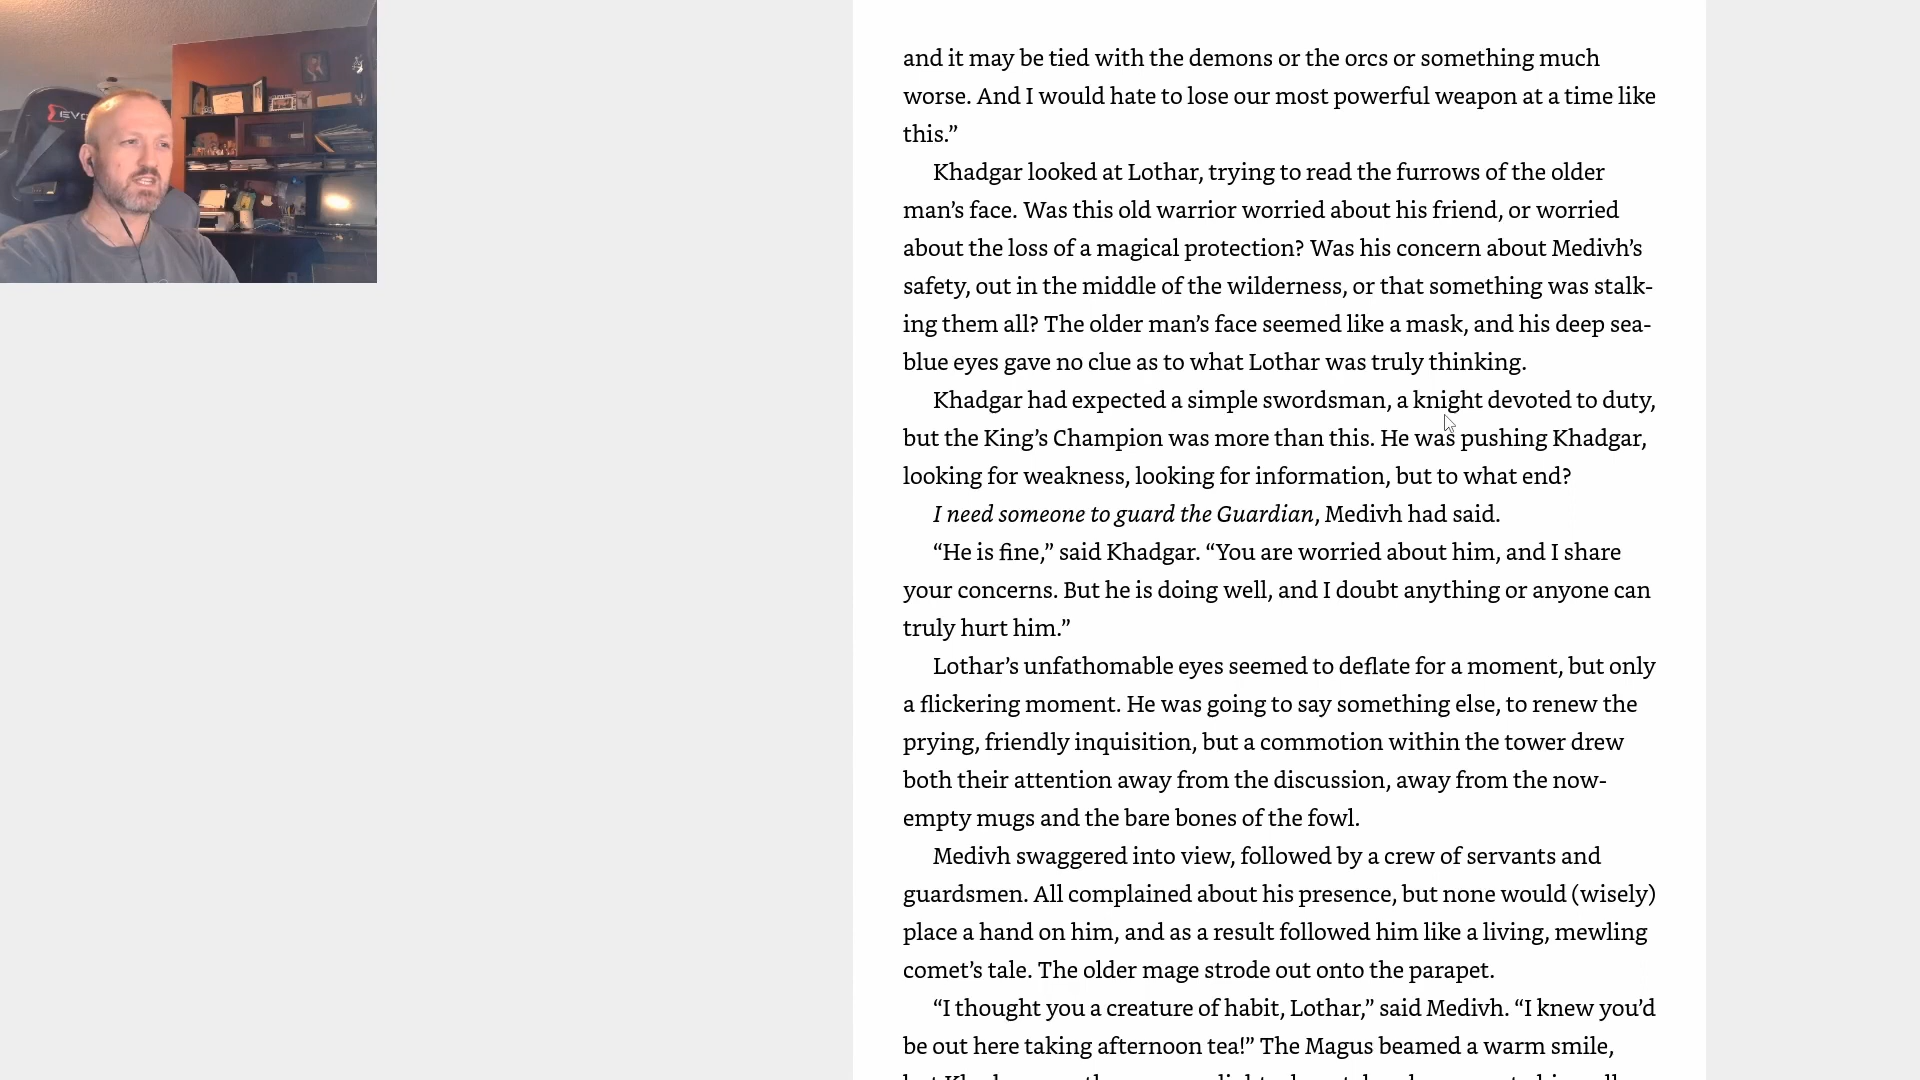 EVO
and it may be tied with the demons or the orcs or something much
worse. And I would hate to lose our most powerful weapon at a time like
this.”
Khadgar looked at Lothar, trying to read the furrows of the older
man’s face. Was this old warrior worried about his friend, or worried
about the loss of a magical protection? Was his concern about Medivh’s
safety, out in the middle of the wilderness, or that something was stalk-
ing them all? The older man’s face seemed like a mask, and his deep sea-
blue eyes gave no clue as to what Lothar was truly thinking.
Khadgar had expected a simple swordsman, a knight devoted to duty,
but the King’s Champion was more than this. He was pushing Khadgar,
looking for weakness, looking for information, but to what end?
I need someone to guard the Guardian, Medivh had said.
“He is fine,” said Khadgar. “You are worried about him, and I share
your concerns. But he is doing well, and I doubt anything or anyone can
truly hurt him.”
Lothar’s unfathomable eyes seemed to deflate for a moment, but only
a flickering moment. He was going to say something else, to renew the
prying, friendly inquisition, but a commotion within the tower drew
both their attention away from the discussion, away from the now-
empty mugs and the bare bones of the fowl.
Medivh swaggered into view, followed by a crew of servants and
guardsmen. All complained about his presence, but none would (wisely)
place a hand on him, and as a result followed him like a living, mewling
comet’s tale. The older mage strode out onto the parapet.
“I thought you a creature of habit, Lothar,” said Medivh. “I knew you’d
be out here taking afternoon tea!” The Magus beamed a warm smile,